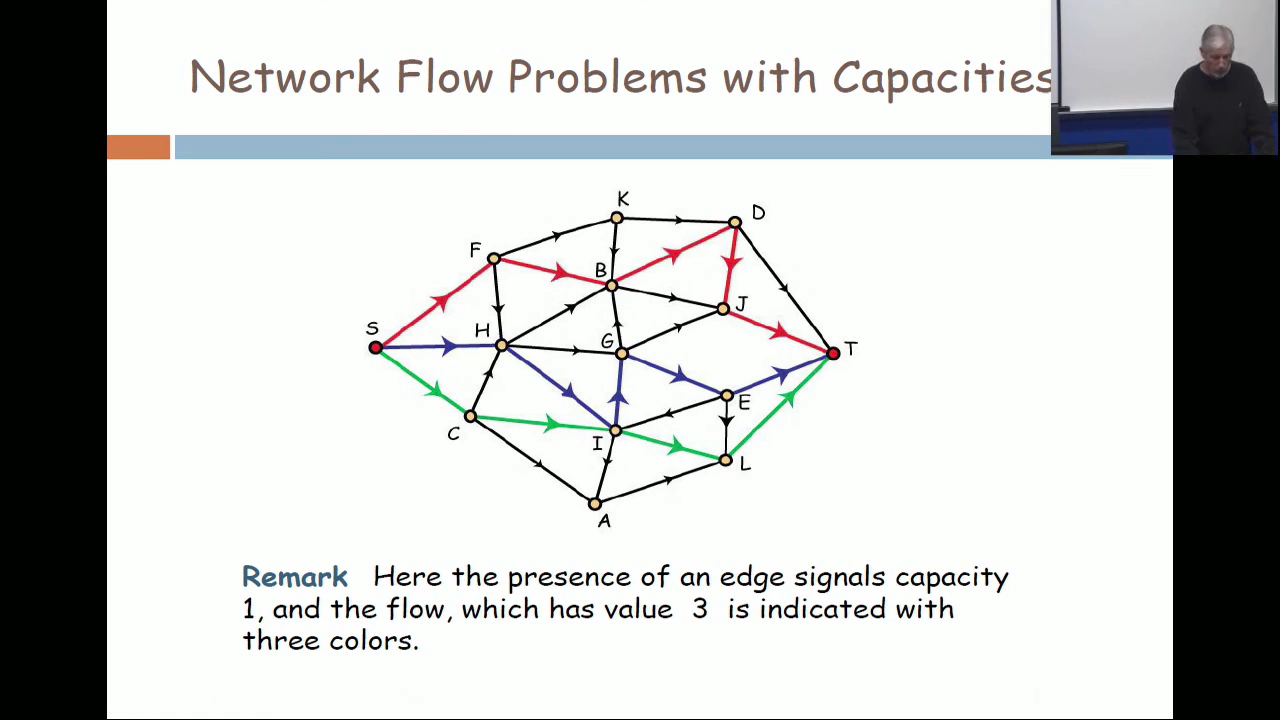 Network Flow Problems with Capacities
K
D
F
B
J
S
H
G
T
E
C
I
L
A
Remark Here the presence of an edge signals capacity
1, and the flow, which has value 3 is indicated with
three colors.